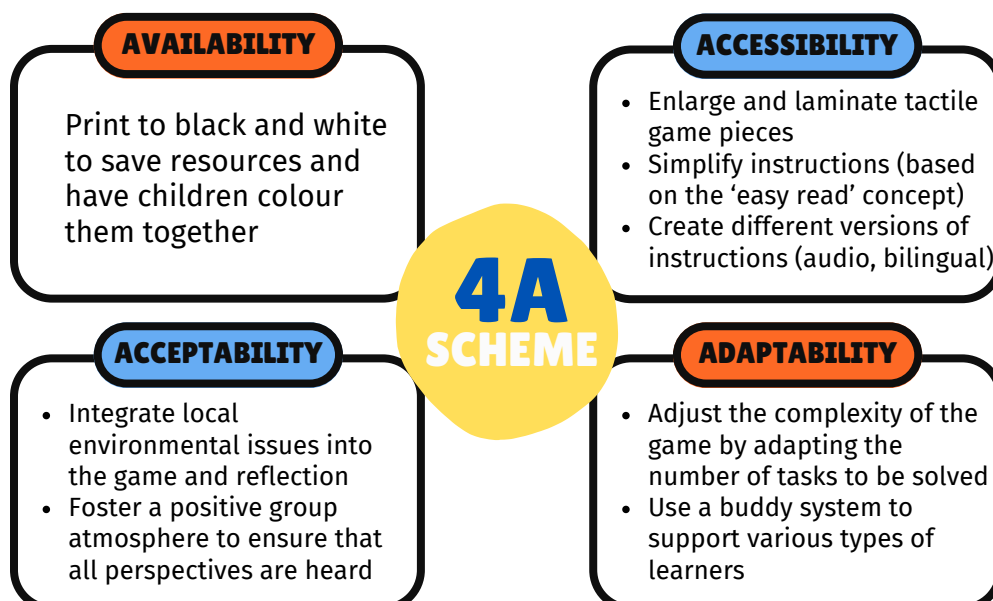 AVAILABILITY
Print to black and white
to save resources and
have children colour
them together
ACCESSIBILITY
• Enlarge and laminate tactile
game pieces
• Simplify instructions (based
on the ‘easy read’ concept)
• Create different versions of
instructions (audio, bilingual)
4A
SCHEME
ACCEPTABILITY
• Integrate local
environmental issues into
the game and reflection
• Foster a positive group
atmosphere to ensure that
all perspectives are heard
ADAPTABILITY
• Adjust the complexity of the
game by adapting the
number of tasks to be solved
• Use a buddy system to
support various types of
learners